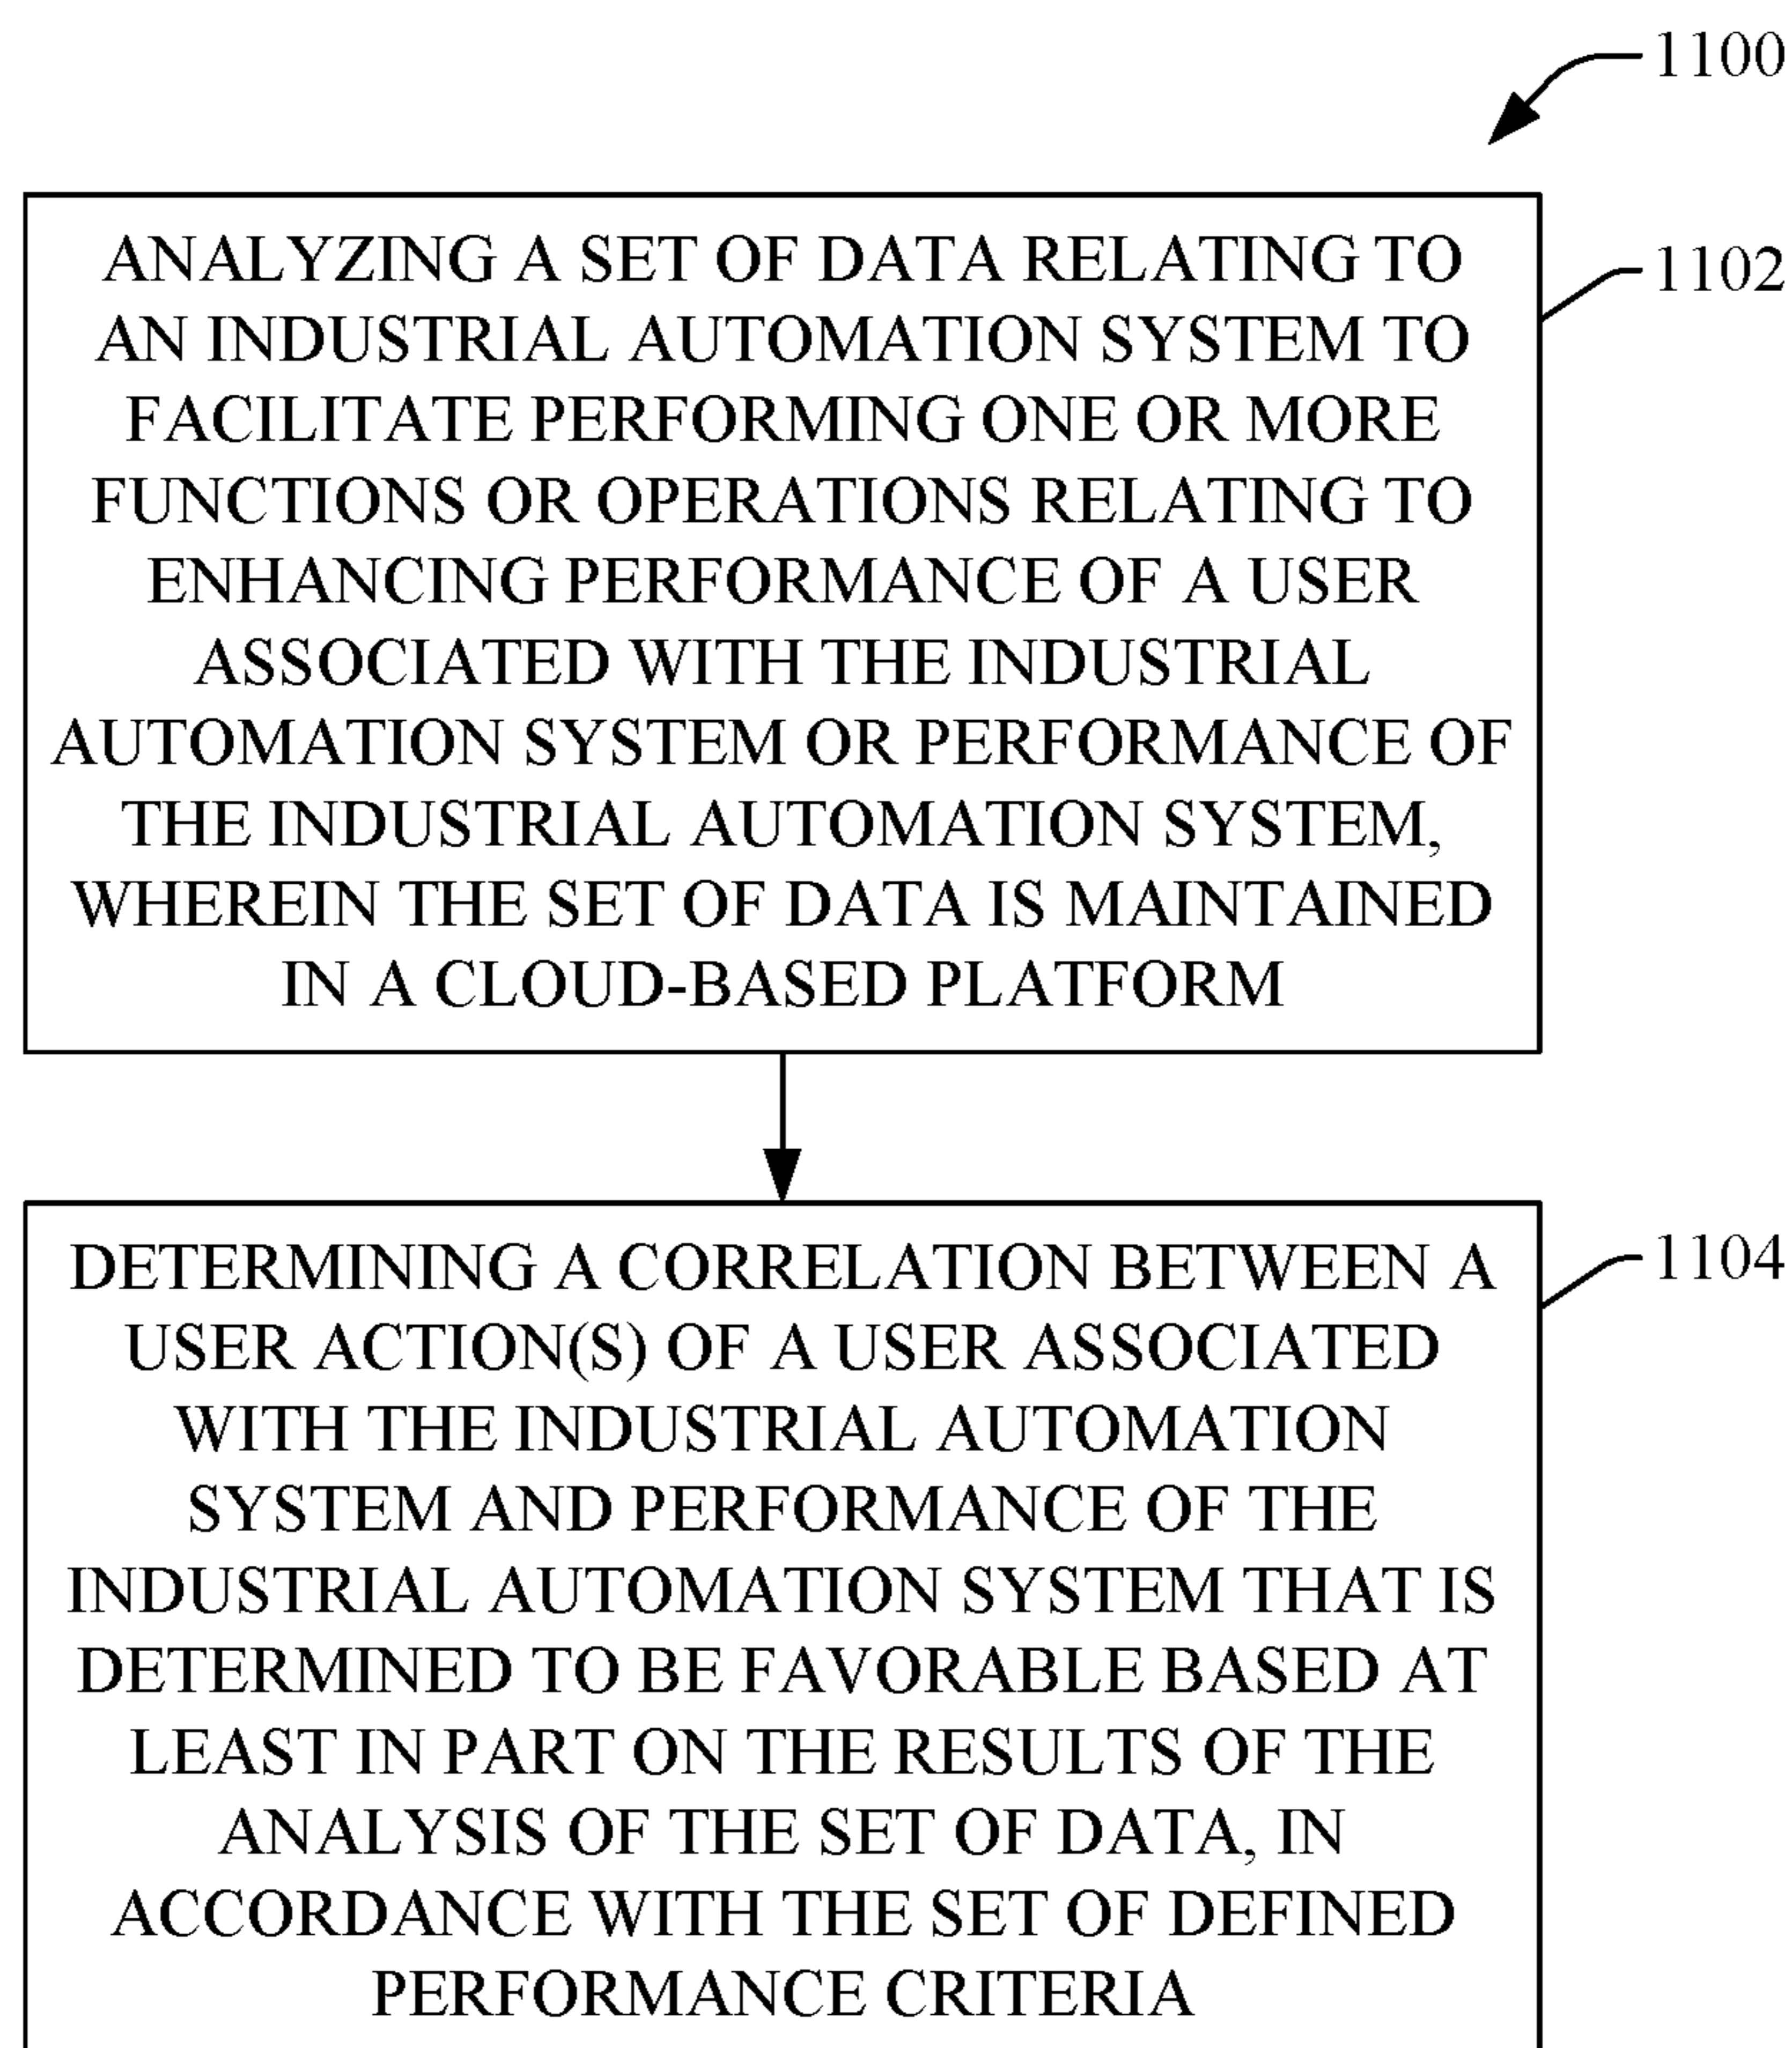 1100
ANALYZING A SET OF DATA RELATING TO
1102
AN INDUSTRIAL AUTOMATION SYSTEM TO
FACILITATE PERFORMING ONE OR MORE
FUNCTIONS OR OPERATIONS RELATING TO
ENHANCING PERFORMANCE OF A USER
ASSOCIATED WITH THE INDUSTRIAL
AUTOMATION SYSTEM OR PERFORMANCE OF
THE INDUSTRIAL AUTOMATION SYSTEM,
WHEREIN THE SET OF DATA IS MAINTAINED
IN A CLOUD-BASED PLATFORM
DETERMINING A CORRELATION BETWEEN A
1104
USER ACTION(S) OF A USER ASSOCIATED
WITH THE INDUSTRIAL AUTOMATION
SYSTEM AND PERFORMANCE OF THE
INDUSTRIAL AUTOMATION SYSTEM THAT IS
DETERMINED TO BE FAVORABLE BASED AT
LEAST IN PART ON THE RESULTS OF THE
ANALYSIS OF THE SET OF DATA, IN
ACCORDANCE WITH THE SET OF DEFINED
PERFORMANCE CRITERIA